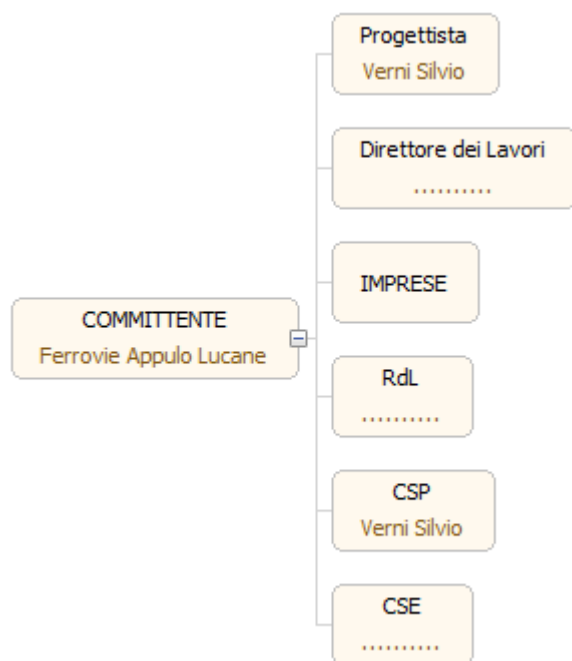 Progettista
Verni Silvio
Direttore dei Lavori
..........
IMPRESE
COMMITTENTE
Ferrovie Appulo Lucane
RdL
..........
CSP
Verni Silvio
CSE
..........